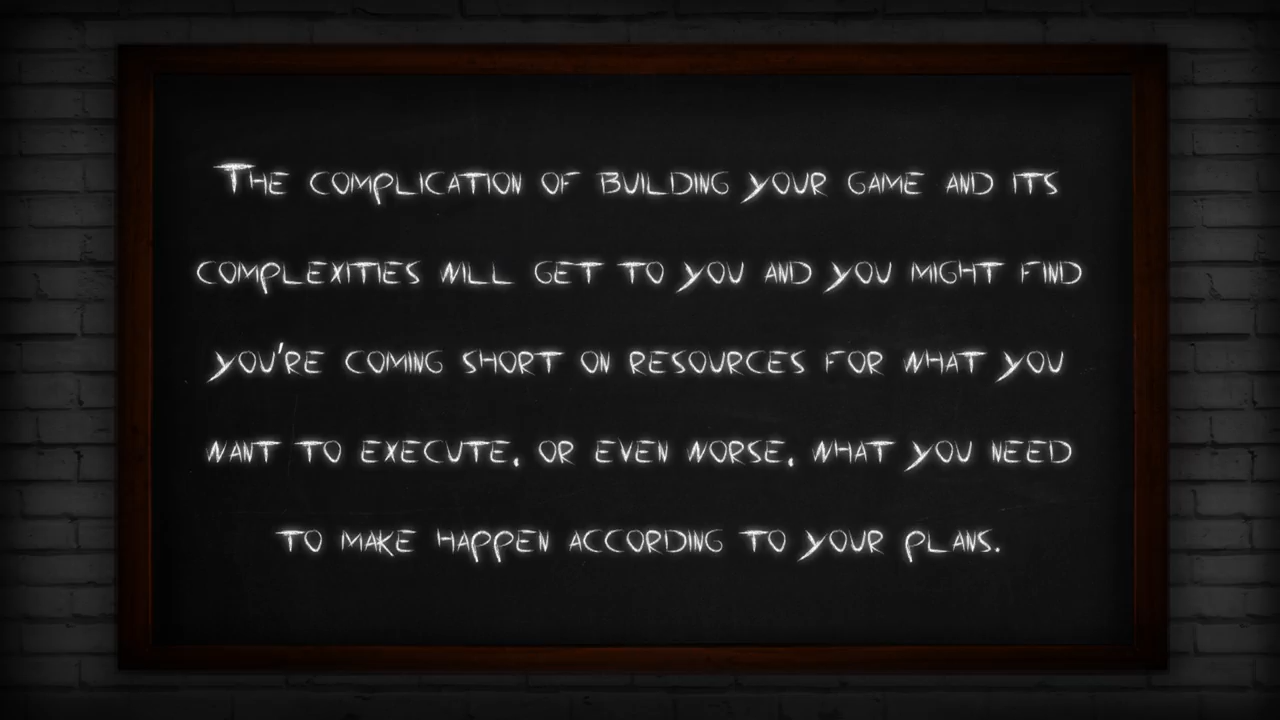 The complication of building your game and its
complexities will get to you and you might find
you're coming short on resources for what you
want to execute, or even worse, what you need
to make happen according to your plans.